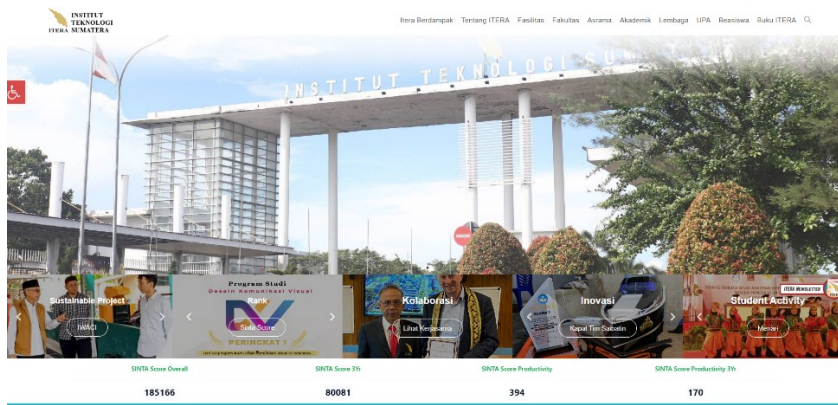 INSTITUT
TEKNOLOGI
ITERA SUMATERA
Itera Berdampak Tentang ITERA Fasilitas Fakultas Asrama Akademik Lembaga UPA Beasiswa Buku ITERA
INSTITUT TEKNOLOGI SUM
Sustainable Project
IWACI
Program Studi
Desain Komunikasi Visual
Rank
Sinta Score
PERINGKAT 1
Kolaborasi
Lihat Kerjasama
Inovasi
Kapal Tim Saibatin
ITERA NEWSLETTER
Student Activity
Menari
SINTA Score Overall SINTA Score 3Yr SINTA Score Productivity SINTA Score Productivity 3Yr
185166 80081 394 170